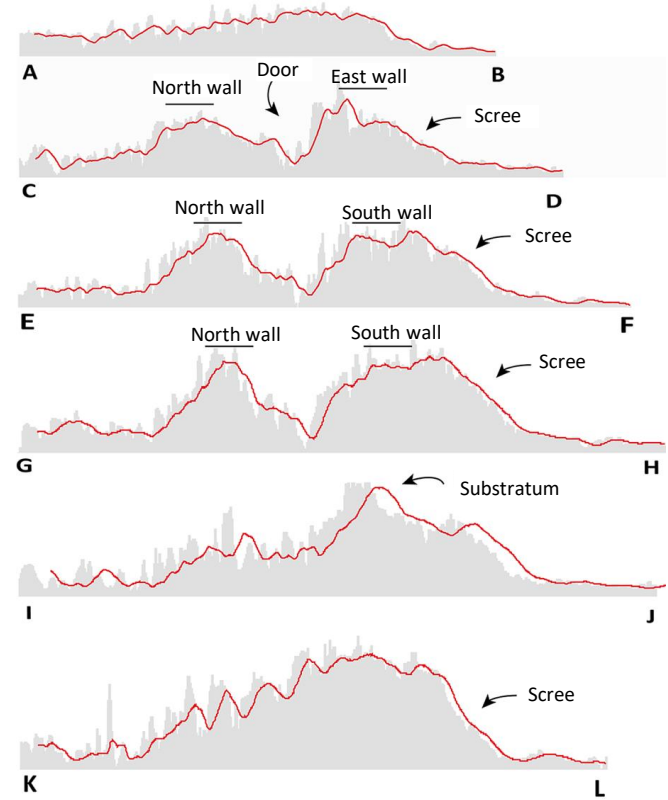 A B
North wall Door East wall
Scree
C D
North wall South wall
Scree
E F
North wall South wall
Scree
G H
Substratum
I J
Scree
K L